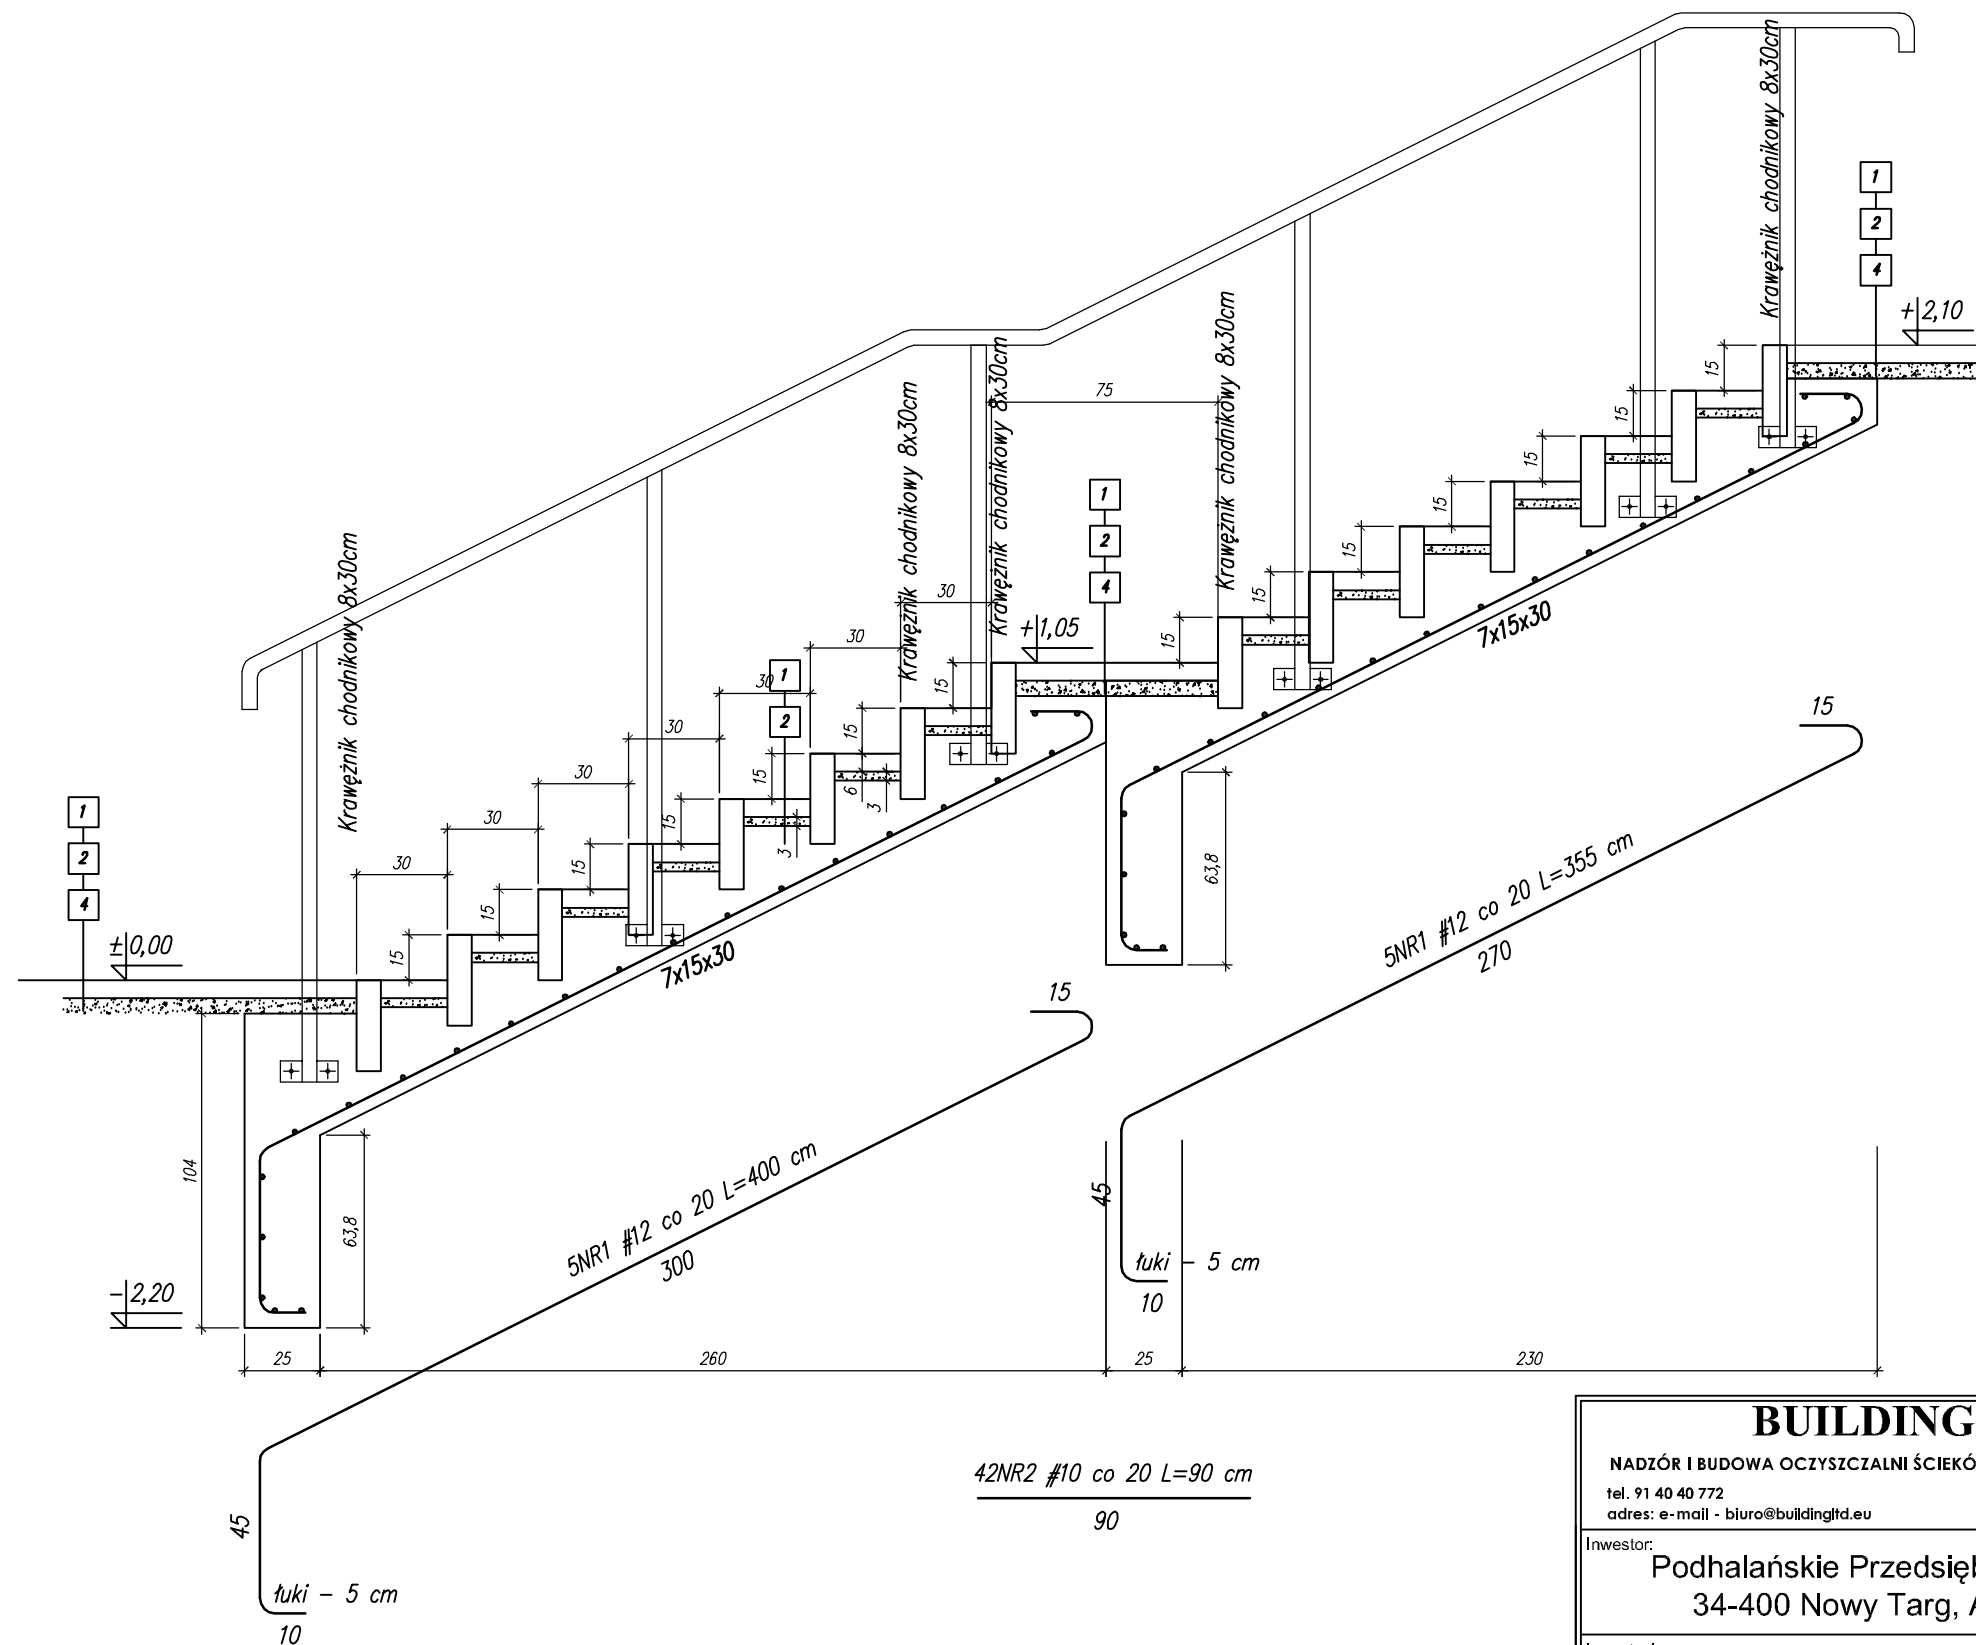 Krawężnik chodnikowy 8x30cm
Krawężnik chodnikowy 8x30cm
Krawężnik chodnikowy 8x30cm
Krawężnik chodnikowy 8x30cm
Krawężnik chodnikowy 8x30cm
1
2
4
+2,10
15
15
15
15
15
15
15
75
1
2
4
+1,05
30
30
30
30
30
30
30
1
2
15
15
15
15
15
15
15
6
3
3
7x15x30
7x15x30
1
2
4
±0,00
63,8
15
5NR1 #12 co 20 L=355 cm
270
45
łuki - 5 cm
10
15
5NR1 #12 co 20 L=400 cm
300
104
63,8
-2,20
25
260
25
230
45
łuki - 5 cm
10
42NR2 #10 co 20 L=90 cm
90
BUILDING
NADZÓR I BUDOWA OCZYSZCZALNI ŚCIEKÓ
tel. 91 40 40 772
adres: e-mail - biuro@buildingltd.eu
Inwestor:
Podhalańskie Przedsięb
34-400 Nowy Targ, A